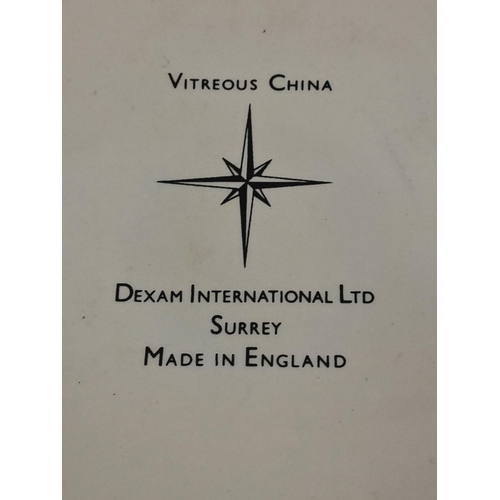 Vitreous China
Dexam International Ltd
Surrey
Made in England